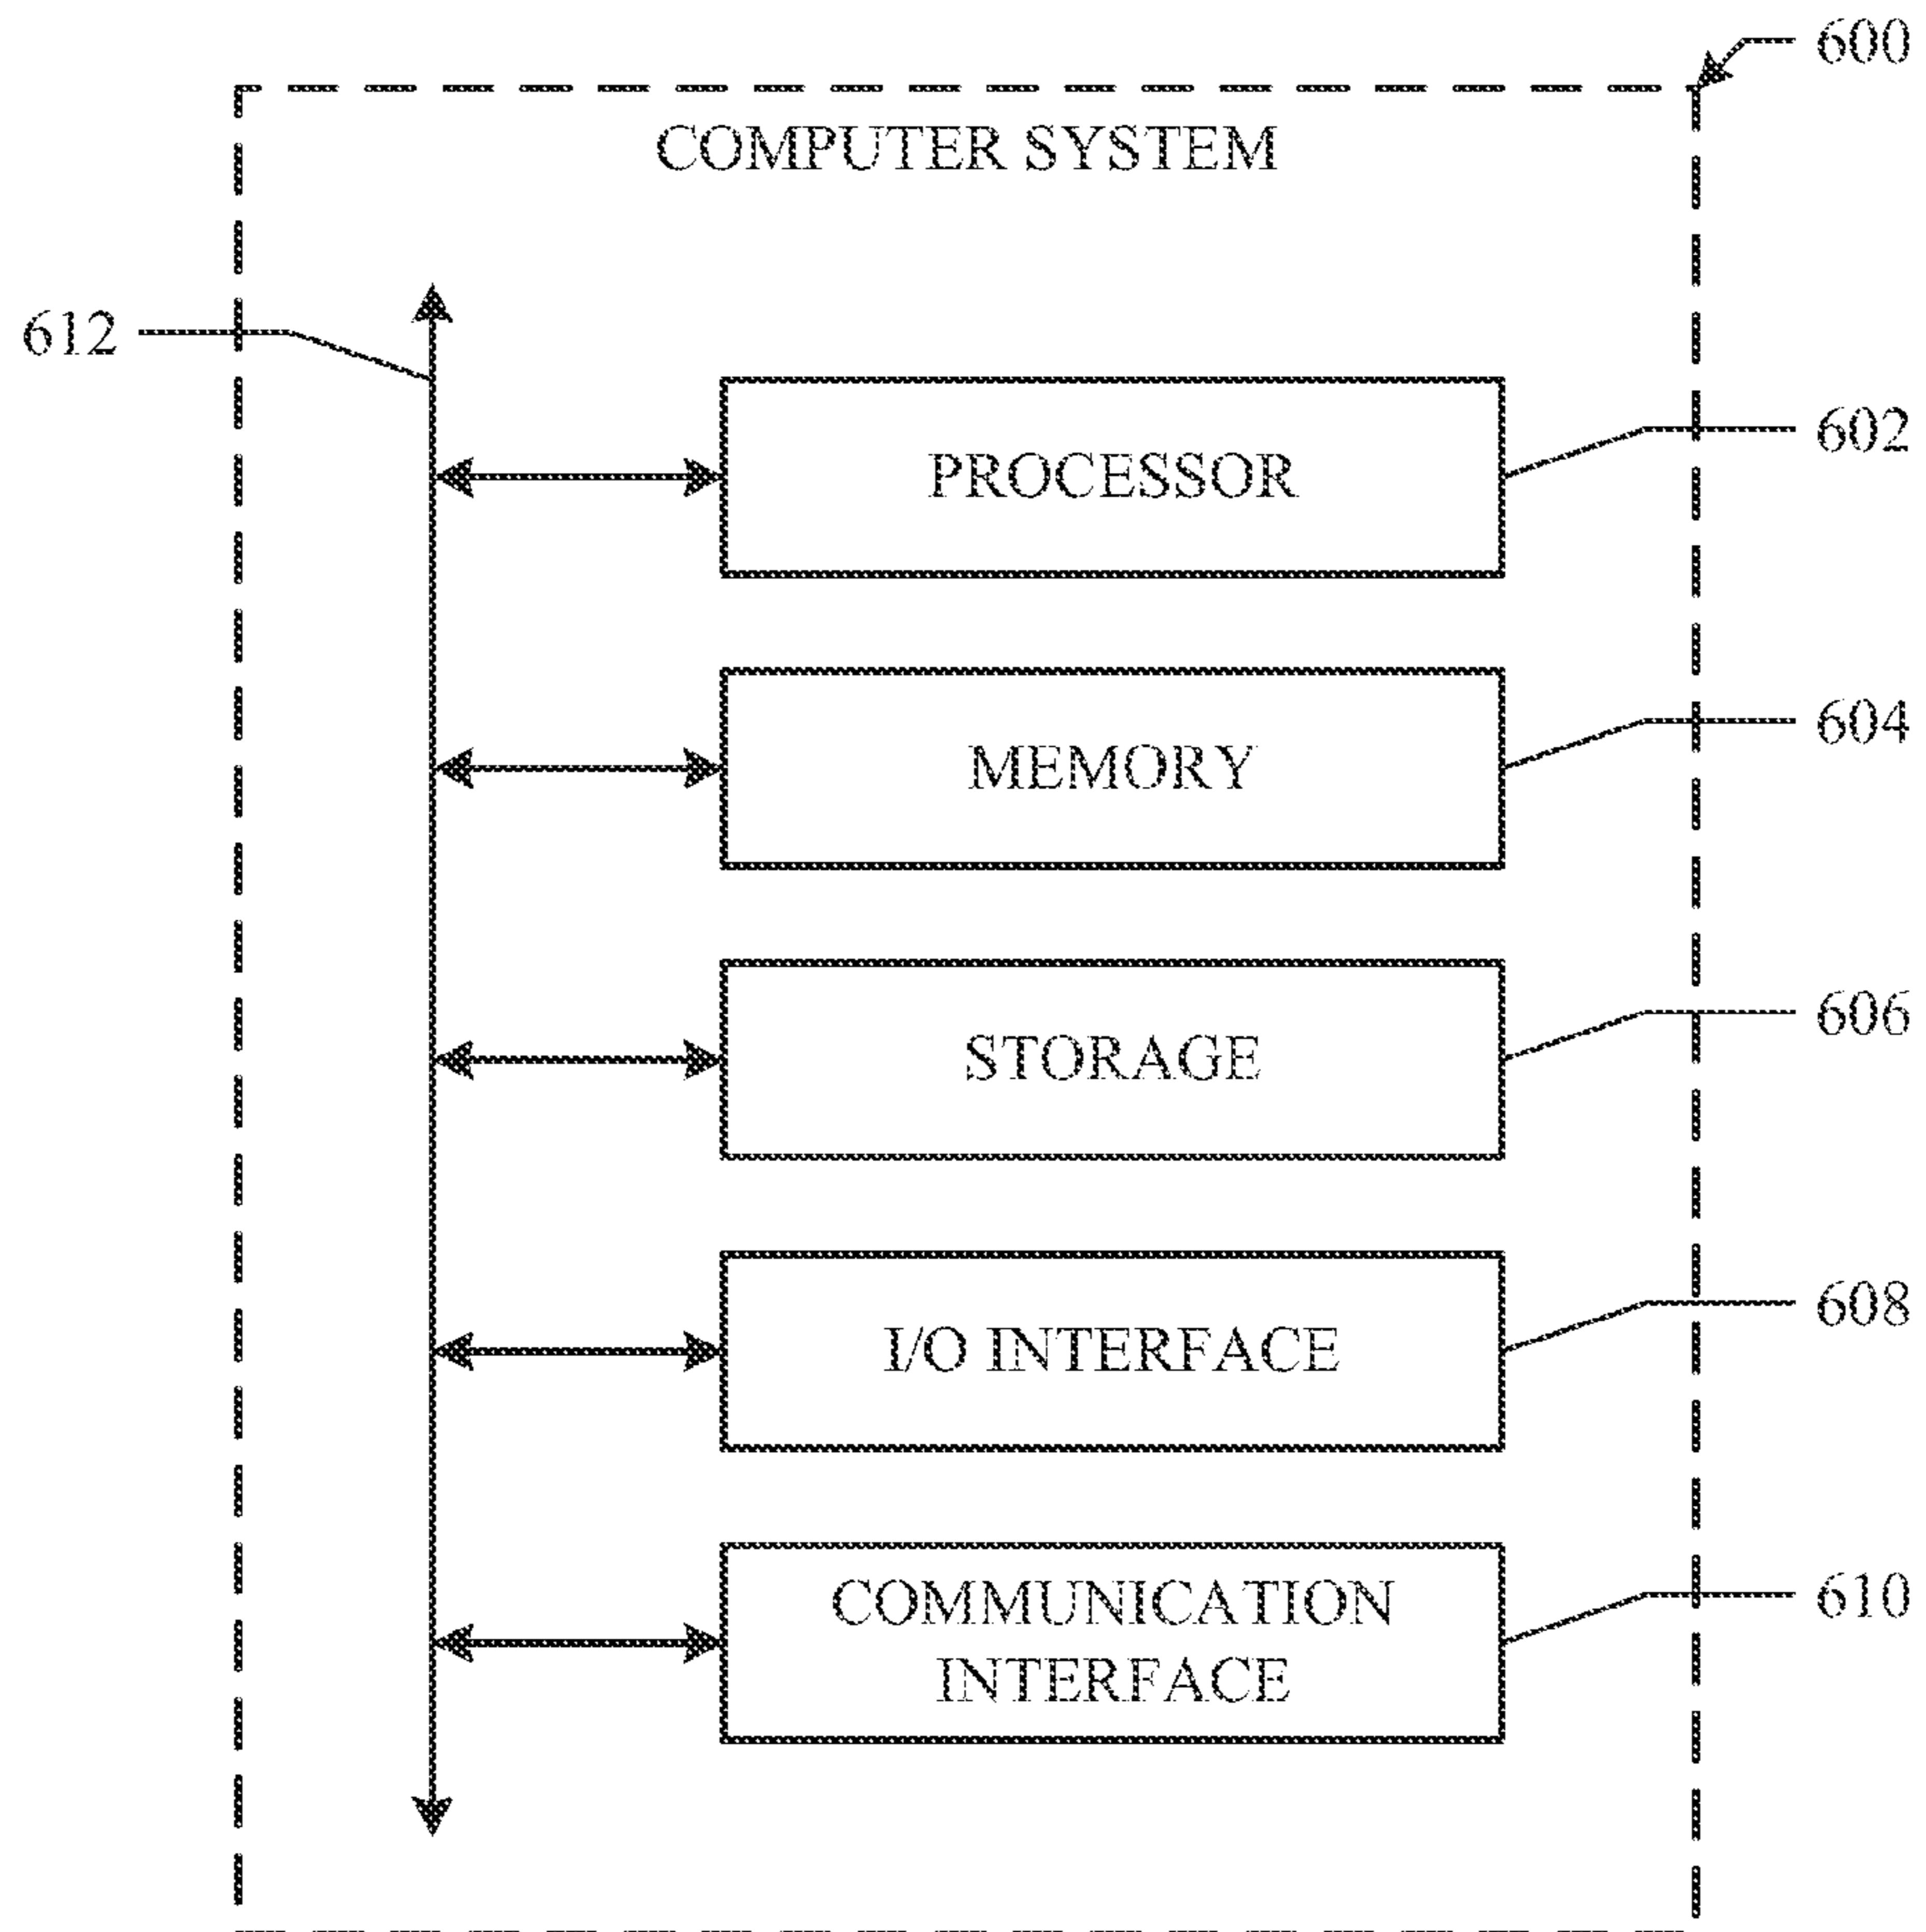 600
COMPUTER SYSTEM
612
PROCESSOR
602
MEMORY
604
STORAGE
606
I/O INTERFACE
608
COMMUNICATION
INTERFACE
610